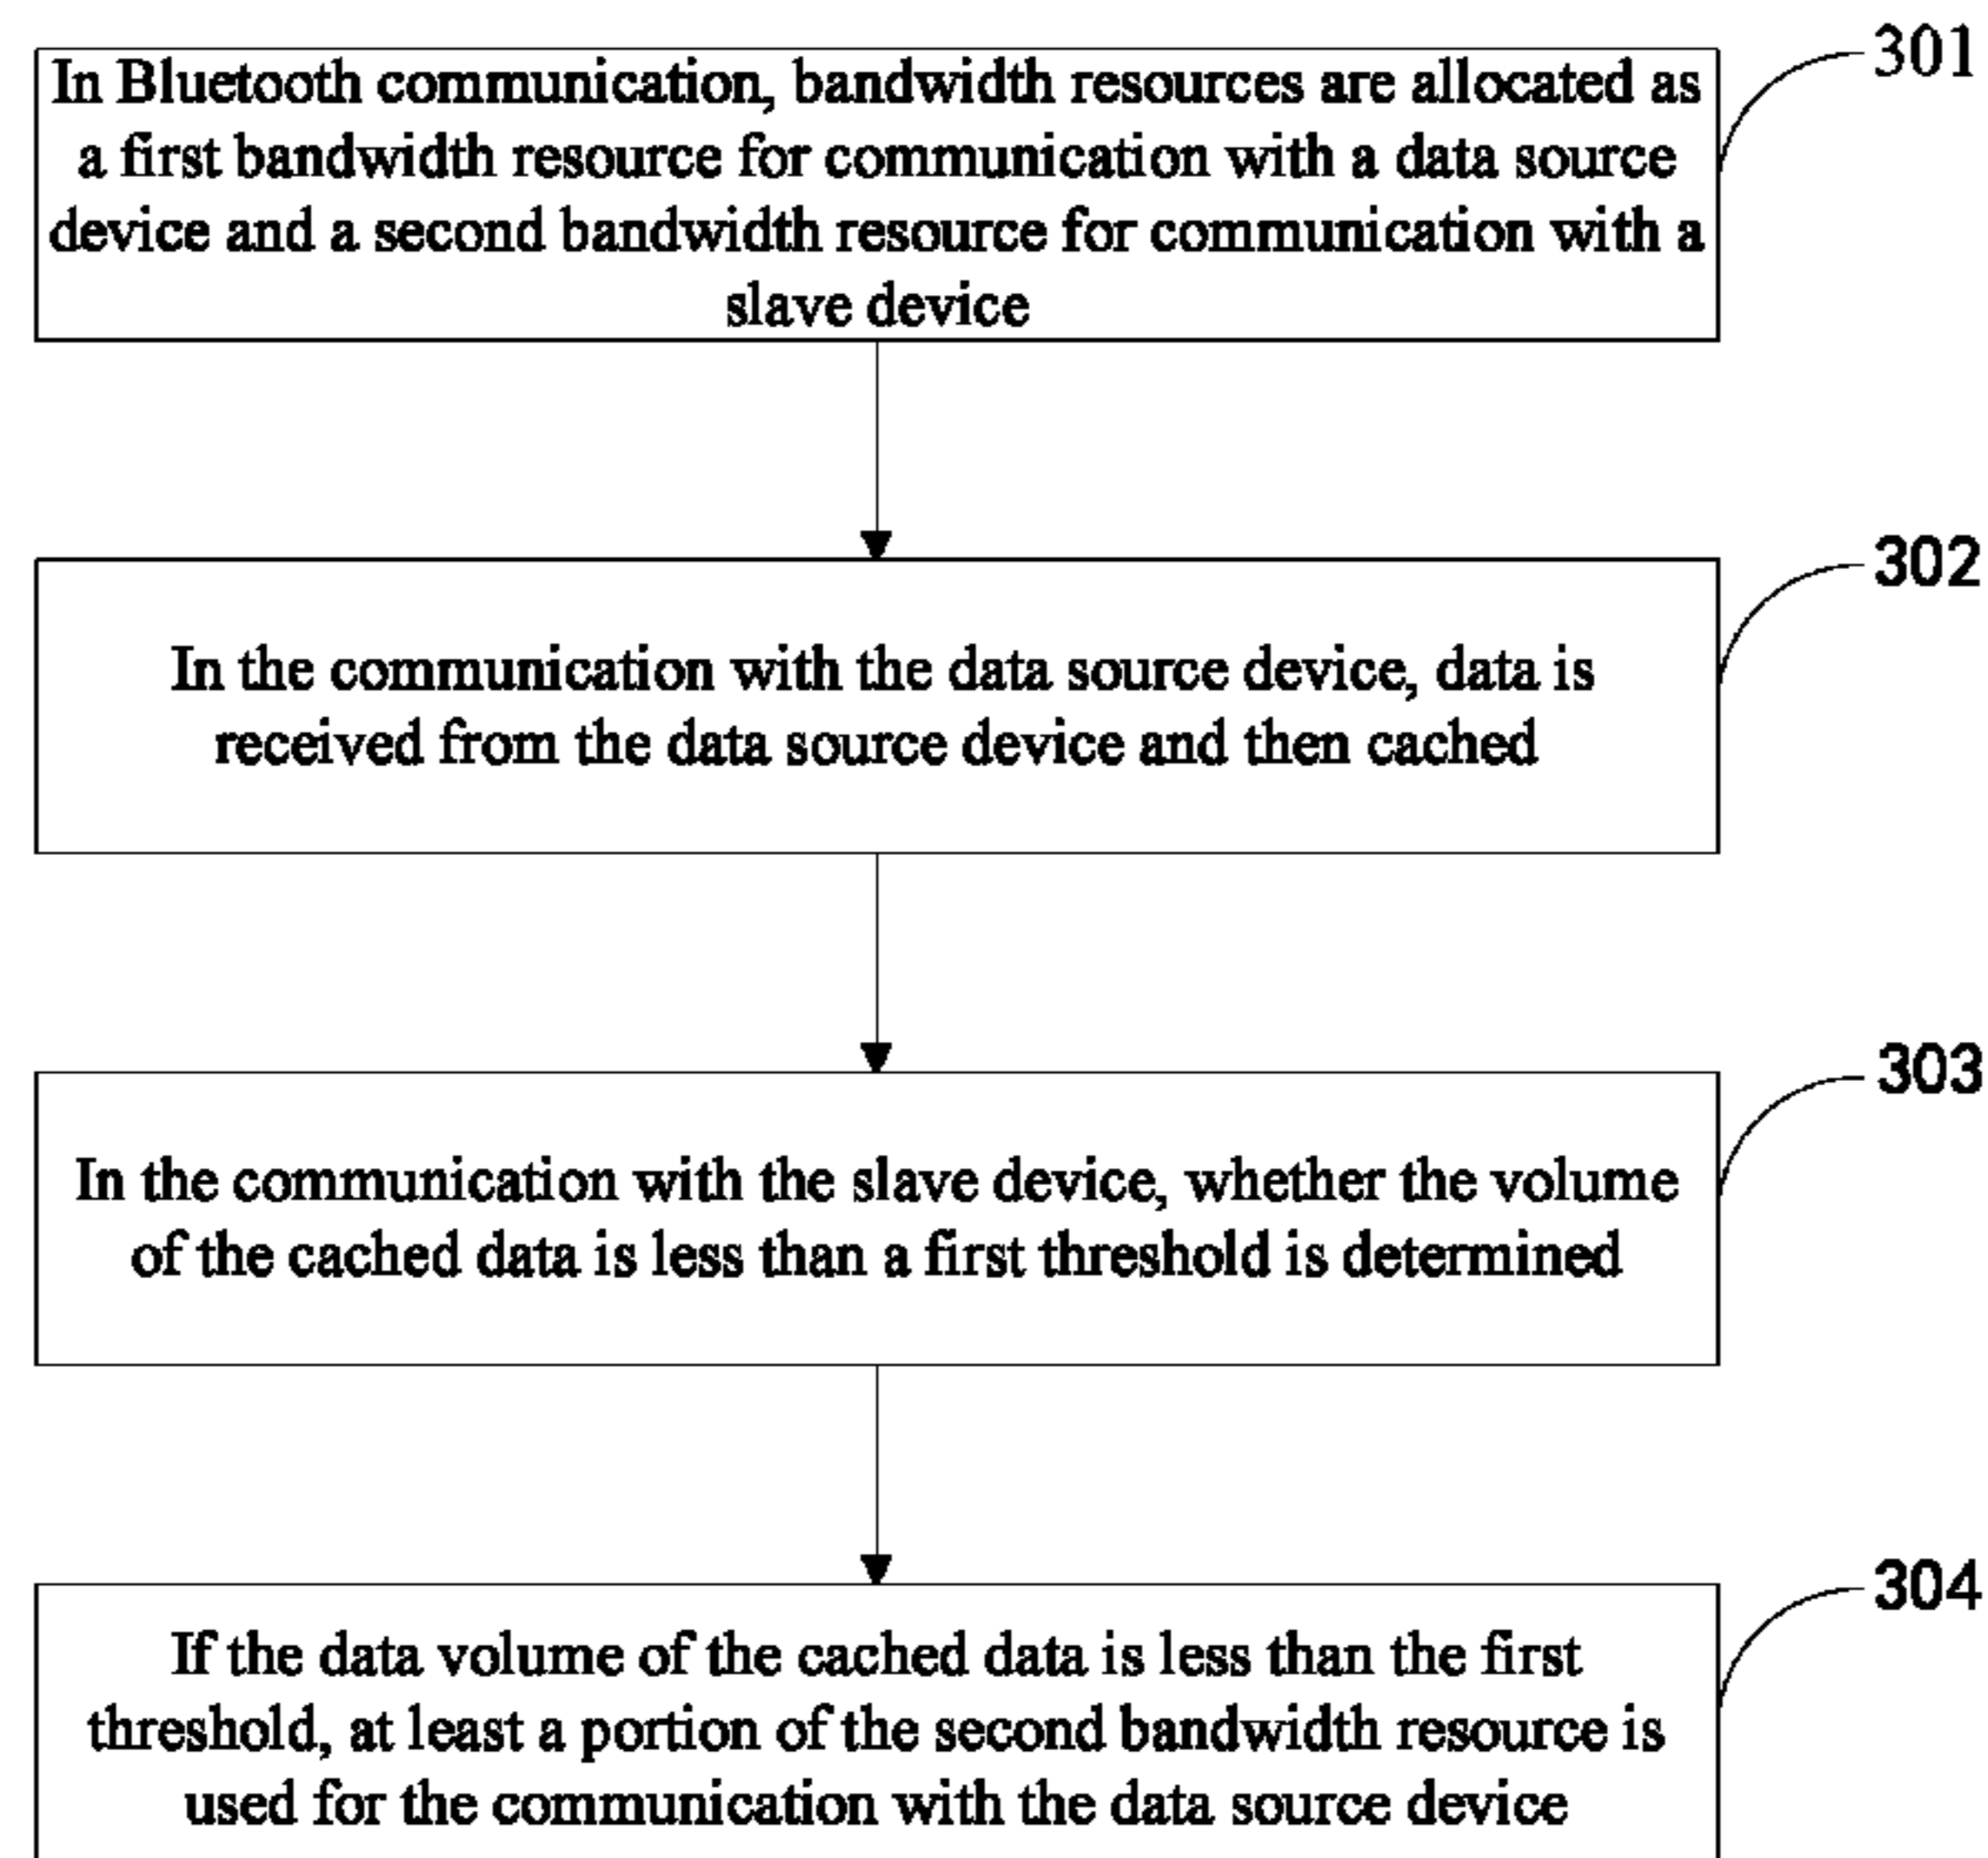 301
In Bluetooth communication, bandwidth resources are allocated as
a first bandwidth resource for communication with a data source
device and a second bandwidth resource for communication with a
slave device
302
In the communication with the data source device, data is
received from the data source device and then cached
303
In the communication with the slave device, whether the volume
of the cached data is less than a first threshold is determined
304
If the data volume of the cached data is less than the first
threshold, at least a portion of the second bandwidth resource is
used for the communication with the data source device